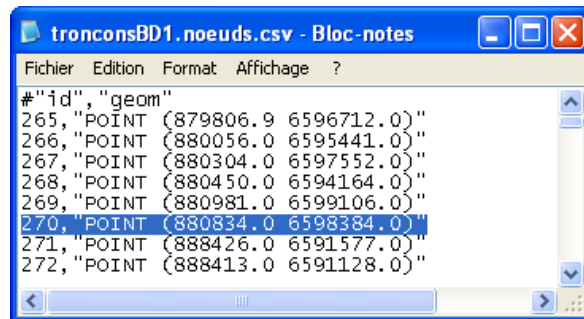 tronconsBD1.noeuds.csv - Bloc-notes
Fichier Edition Format Affichage ?
#"id","geom"
265,"POINT (879806.9 6596712.0)"
266,"POINT (880056.0 6595441.0)"
267,"POINT (880304.0 6597552.0)"
268,"POINT (880450.0 6594164.0)"
269,"POINT (880981.0 6599106.0)"
270,"POINT (880834.0 6598384.0)"
271,"POINT (888426.0 6591577.0)"
272,"POINT (888413.0 6591128.0)"